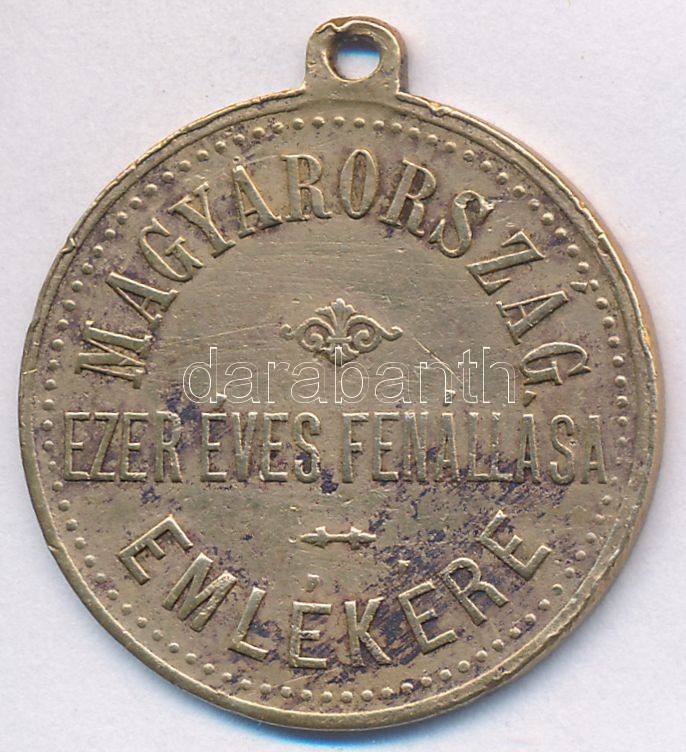 MAGYARORSZÁG
darabanth
EZER ÉVES FENÁLLÁSA
EMLÉKÉRE